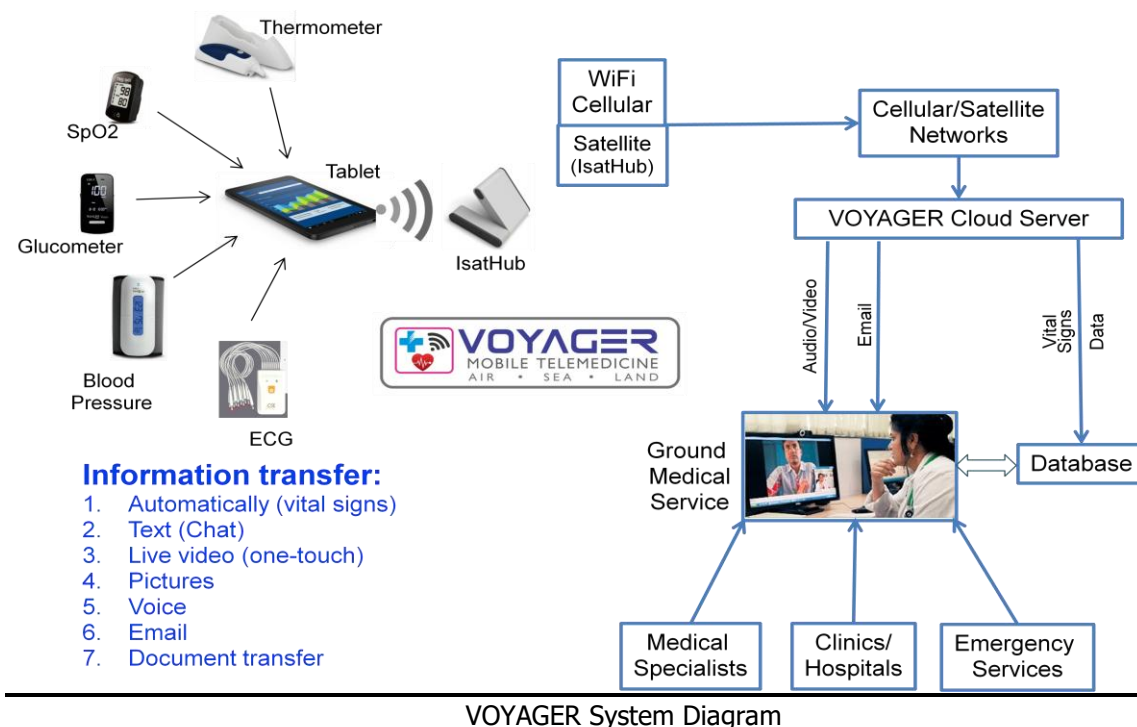 Thermometer
SpO2
Tablet
Glucometer
IsatHub
Blood
Pressure
ECG
WiFi
Cellular
Satellite
(IsatHub)
Cellular/Satellite
Networks
VOYAGER Cloud Server
Audio/Video
Email
Vital
Signs
Data
VOYAGER
MOBILE TELEMEDICINE
AIR • SEA • LAND
Ground
Medical
Service
Database
Information transfer:
1. Automatically (vital signs)
2. Text (Chat)
3. Live video (one-touch)
4. Pictures
5. Voice
6. Email
7. Document transfer
Medical
Specialists
Clinics/
Hospitals
Emergency
Services
VOYAGER System Diagram